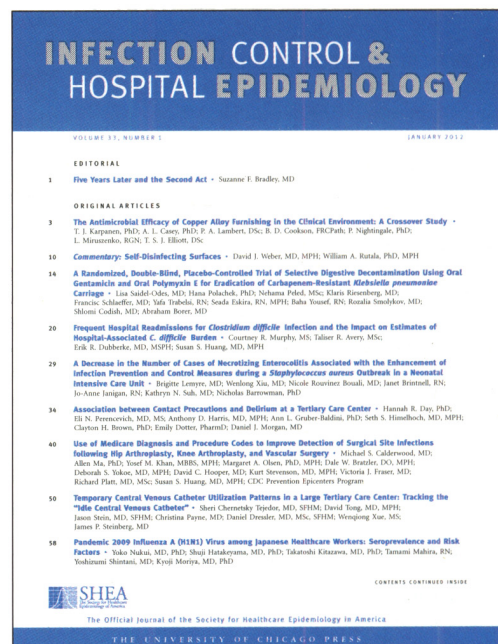 INFECTION CONTROL &
HOSPITAL EPIDEMIOLOGY
VOLUME 33, NUMBER 1
JANUARY 2012
EDITORIAL
1 Five Years Later and the Second Act • Suzanne F. Bradley, MD
ORIGINAL ARTICLES
3 The Antimicrobial Efficacy of Copper Alloy Furnishing in the Clinical Environment: A Crossover Study •
T. J. Karpanen, PhD; A. L. Casey, PhD; P. A. Lambert, DSc; B. D. Cookson, FRCPath; P. Nightingale, PhD;
L. Miruszenko, RGN; T. S. J. Elliott, DSc
10 Commentary: Self-Disinfecting Surfaces • David J. Weber, MD, MPH; William A. Rutala, PhD, MPH
14 A Randomized, Double-Blind, Placebo-Controlled Trial of Selective Digestive Decontamination Using Oral
Gentamicin and Oral Polymyxin E for Eradication of Carbapenem-Resistant Klebsiella pneumoniae
Carriage • Lisa Saidel-Odes, MD; Hana Polachek, PhD; Nehama Peled, MSc; Klaris Riesenberg, MD;
Francisc Schlaeffer, MD; Yafa Trabelsi, RN; Seada Eskira, RN, MPH; Baha Yousef, RN; Rozalia Smolykov, MD;
Shlomi Codish, MD; Abraham Borer, MD
20 Frequent Hospital Readmissions for Clostridium difficile Infection and the Impact on Estimates of
Hospital-Associated C. difficile Burden • Courtney R. Murphy, MS; Taliser R. Avery, MSc;
Erik R. Dubberke, MD, MSPH; Susan S. Huang, MD, MPH
29 A Decrease in the Number of Cases of Necrotizing Enterocolitis Associated with the Enhancement of
Infection Prevention and Control Measures during a Staphylococcus aureus Outbreak in a Neonatal
Intensive Care Unit • Brigitte Lemyre, MD; Wenlong Xiu, MD; Nicole Rouvinez Bouali, MD; Janet Brintnell, RN;
Jo-Anne Janigan, RN; Kathryn N. Suh, MD; Nicholas Barrowman, PhD
34 Association between Contact Precautions and Delirium at a Tertiary Care Center • Hannah R. Day, PhD;
Eli N. Perencevich, MD, MS; Anthony D. Harris, MD, MPH; Ann L. Gruber-Baldini, PhD; Seth S. Himelhoch, MD, MPH;
Clayton H. Brown, PhD; Emily Dotter, PharmD; Daniel J. Morgan, MD
40 Use of Medicare Diagnosis and Procedure Codes to Improve Detection of Surgical Site Infections
following Hip Arthroplasty, Knee Arthroplasty, and Vascular Surgery • Michael S. Calderwood, MD;
Allen Ma, PhD; Yosef M. Khan, MBBS, MPH; Margaret A. Olsen, PhD, MPH; Dale W. Bratzler, DO, MPH;
Deborah S. Yokoe, MD, MPH; David C. Hooper, MD; Kurt Stevenson, MD, MPH; Victoria J. Fraser, MD;
Richard Platt, MD, MSc; Susan S. Huang, MD, MPH; CDC Prevention Epicenters Program
50 Temporary Central Venous Catheter Utilization Patterns in a Large Tertiary Care Center: Tracking the
"Idle Central Venous Catheter" • Sheri Chernetsky Tejedor, MD, SFHM; David Tong, MD, MPH;
Jason Stein, MD, SFHM; Christina Payne, MD; Daniel Dressler, MD, MSc, SFHM; Wenqiong Xue, MS;
James P. Steinberg, MD
58 Pandemic 2009 Influenza A (H1N1) Virus among Japanese Healthcare Workers: Seroprevalence and Risk
Factors • Yoko Nukui, MD, PhD; Shuji Hatakeyama, MD, PhD; Takatoshi Kitazawa, MD, PhD; Tamami Mahira, RN;
Yoshizumi Shintani, MD; Kyoji Moriya, MD, PhD
CONTENTS CONTINUED INSIDE
SHEA
The Society for Healthcare
Epidemiology of America
The Official Journal of the Society for Healthcare Epidemiology in America
THE UNIVERSITY OF CHICAGO PRESS